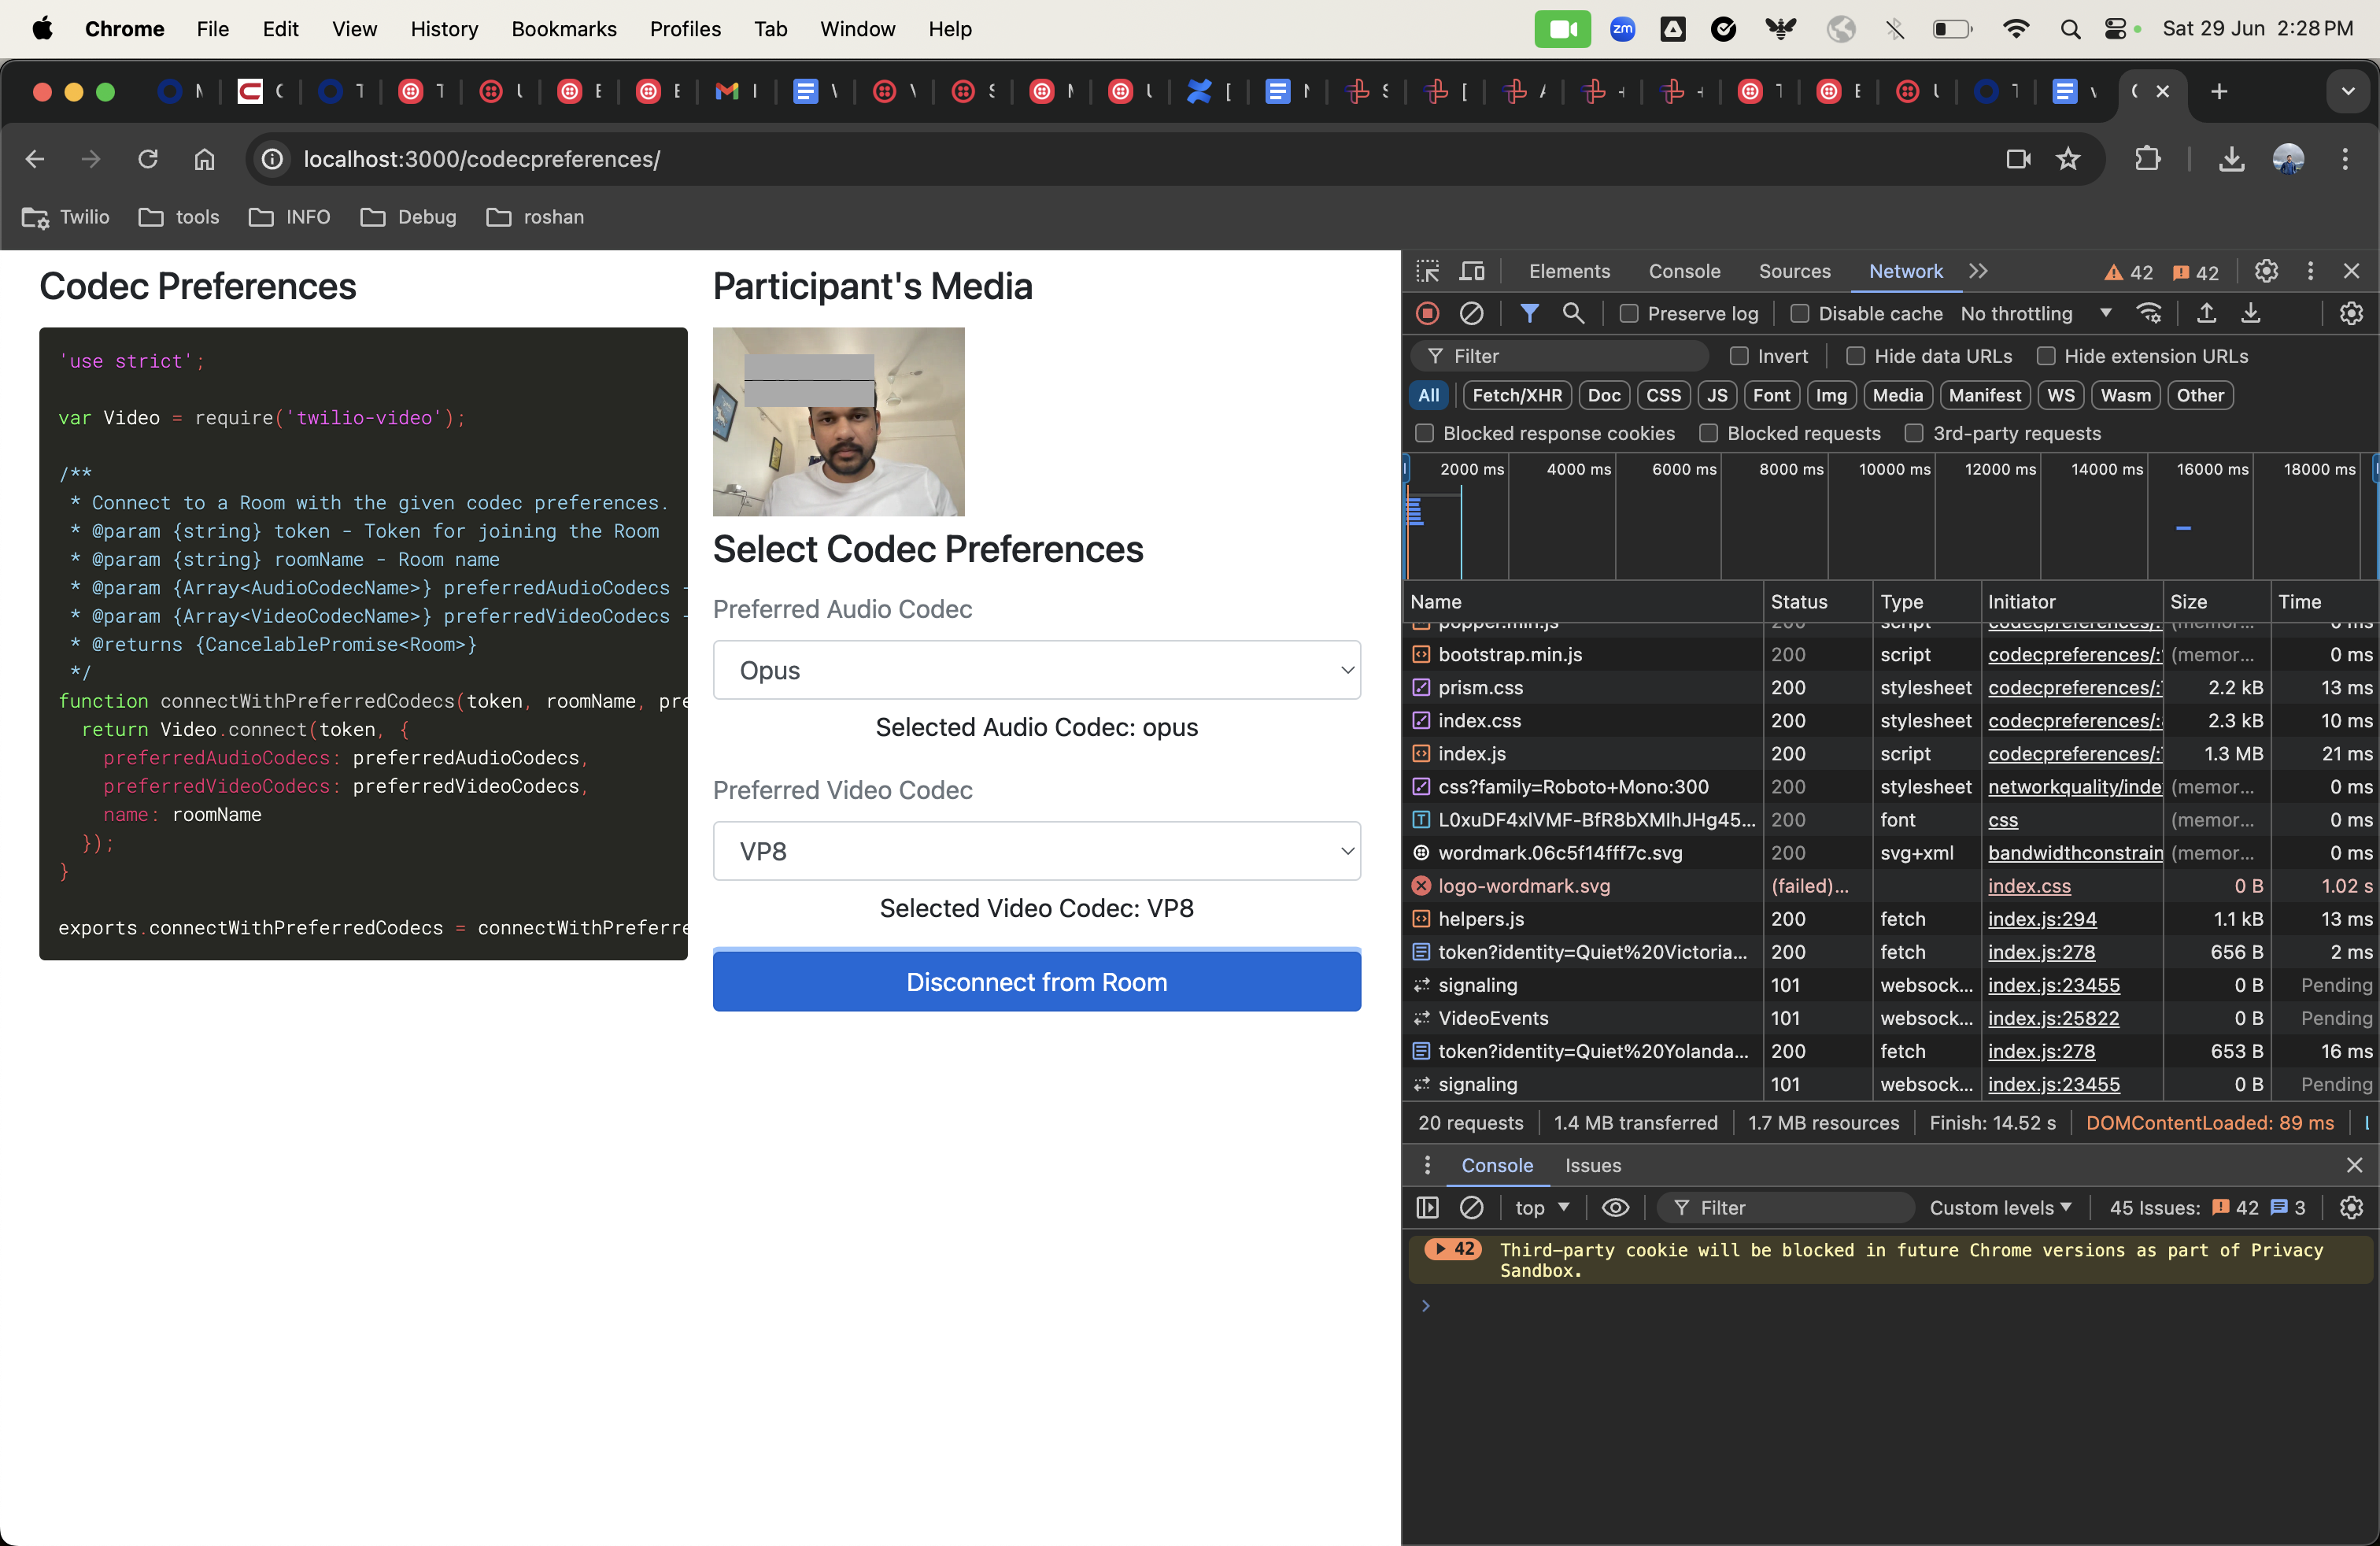 Chrome File Edit View History Bookmarks Profiles Tab Window Help
zm
Sat 29 Jun 2:28 PM
localhost:3000/codecpreferences/
Twilio tools INFO Debug roshan
Codec Preferences
'use strict';
var Video = require('twilio-video');
/**
* Connect to a Room with the given codec preferences.
* @param {string} token - Token for joining the Room
* @param {string} roomName - Room name
* @param {Array<AudioCodecName>} preferredAudioCodecs -
* @param {Array<VideoCodecName>} preferredVideoCodecs -
* @returns {CancelablePromise<Room>}
*/
function connectWithPreferredCodecs(token, roomName, pre
return Video.connect(token, {
preferredAudioCodecs: preferredAudioCodecs,
preferredVideoCodecs: preferredVideoCodecs,
name: roomName
});
}
exports.connectWithPreferredCodecs = connectWithPreferre
Participant's Media
Select Codec Preferences
Preferred Audio Codec
Opus
Selected Audio Codec: opus
Preferred Video Codec
VP8
Selected Video Codec: VP8
Disconnect from Room
Elements Console Sources Network 42 42
Preserve log Disable cache No throttling
Filter Invert Hide data URLs Hide extension URLs
All Fetch/XHR Doc CSS JS Font Img Media Manifest WS Wasm Other
Blocked response cookies Blocked requests 3rd-party requests
2000 ms 4000 ms 6000 ms 8000 ms 10000 ms 12000 ms 14000 ms 16000 ms 18000 ms
Name Status Type Initiator Size Time
popper.min.js 200 script codecpreferences/: (memor... 0 ms
bootstrap.min.js 200 script codecpreferences/: (memor... 0 ms
prism.css 200 stylesheet codecpreferences/: 2.2 kB 13 ms
index.css 200 stylesheet codecpreferences/: 2.3 kB 10 ms
index.js 200 script codecpreferences/: 1.3 MB 21 ms
css?family=Roboto+Mono:300 200 stylesheet networkquality/inde (memor... 0 ms
L0xuDF4xlVMF-BfR8bXMIhJHg45... 200 font css (memor... 0 ms
wordmark.06c5f14fff7c.svg 200 svg+xml bandwidthconstrain (memor... 0 ms
logo-wordmark.svg (failed)... index.css 0 B 1.02 s
helpers.js 200 fetch index.js:294 1.1 kB 13 ms
token?identity=Quiet%20Victoria... 200 fetch index.js:278 656 B 2 ms
signaling 101 websock... index.js:23455 0 B Pending
VideoEvents 101 websock... index.js:25822 0 B Pending
token?identity=Quiet%20Yolanda... 200 fetch index.js:278 653 B 16 ms
signaling 101 websock... index.js:23455 0 B Pending
20 requests 1.4 MB transferred 1.7 MB resources Finish: 14.52 s DOMContentLoaded: 89 ms
Console Issues
top Filter Custom levels 45 Issues: 42 3
42 Third-party cookie will be blocked in future Chrome versions as part of Privacy
Sandbox.